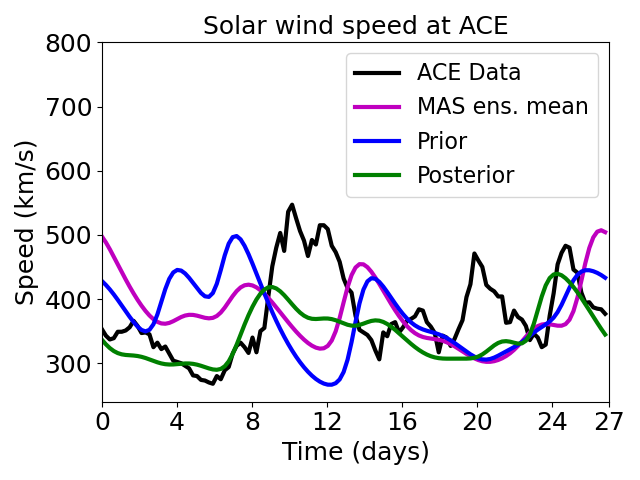 Solar wind speed at ACE
800
700
600
500
400
300
Speed (km/s)
ACE Data
MAS ens. mean
Prior
Posterior
0 4 8 12 16 20 24 27
Time (days)